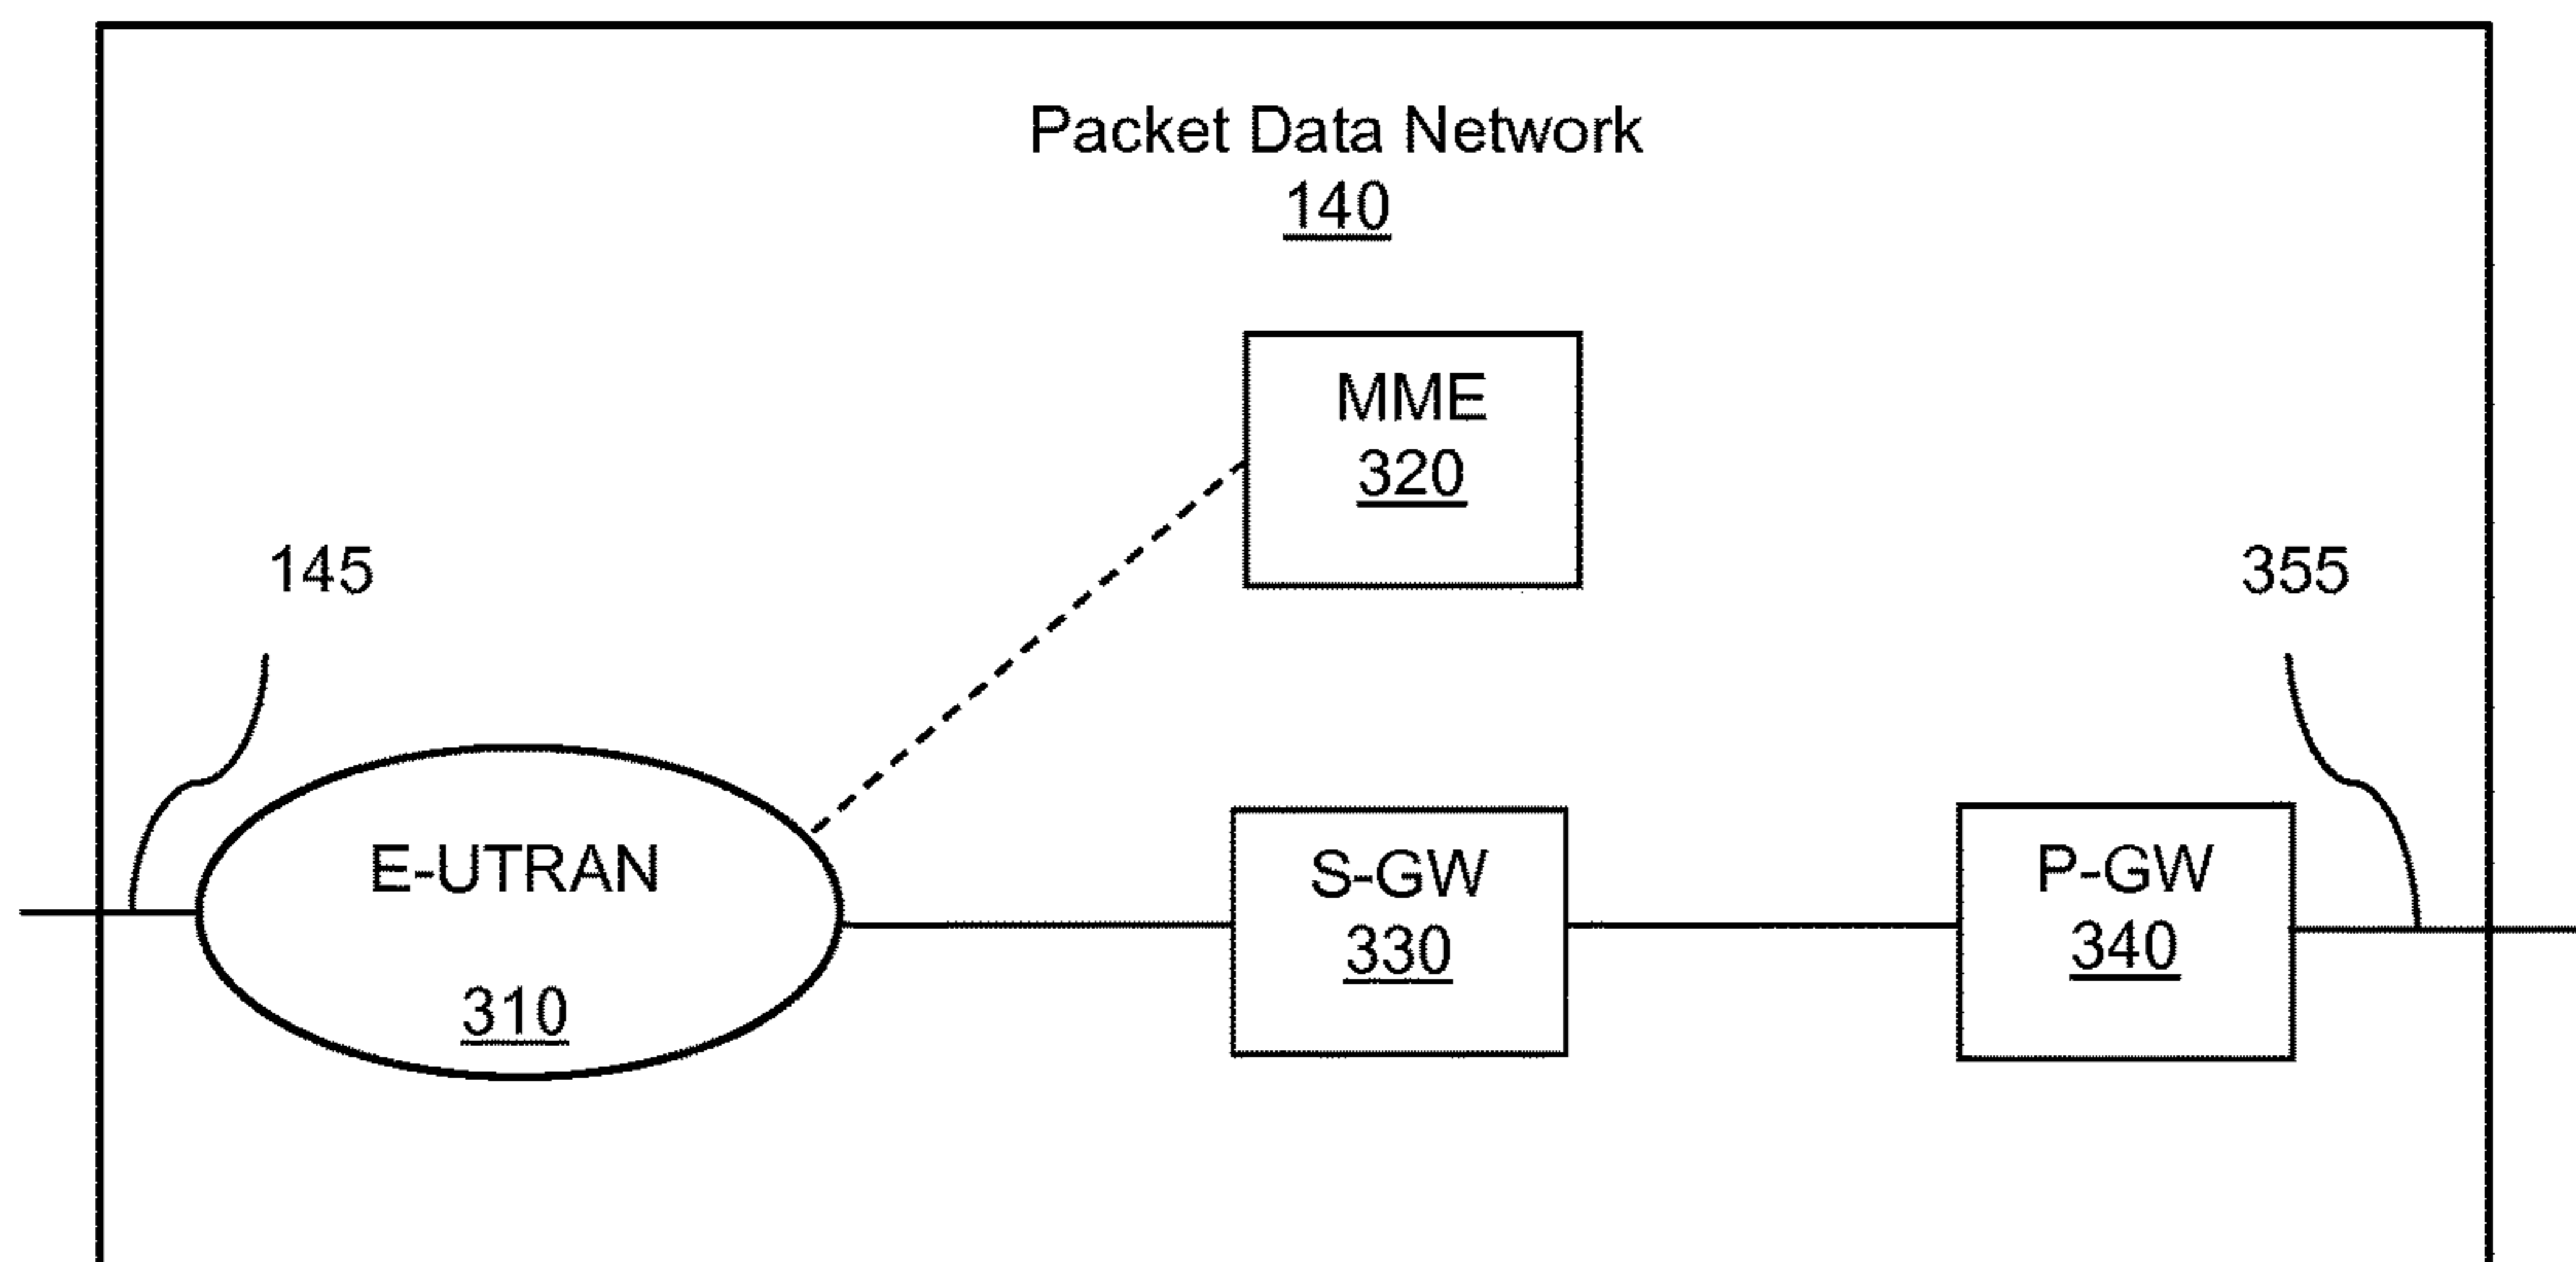 Packet Data Network
140
MME
320
145
355
E-UTRAN
310
S-GW
330
P-GW
340